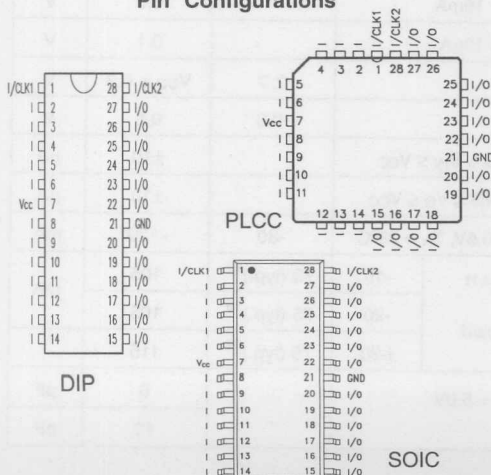 Pin Configurations
I/CLK1 1 28 I/CLK2
I 2 27 I/O
I 3 26 I/O
I 4 25 I/O
I 5 24 I/O
I 6 23 I/O
Vcc 7 22 I/O
I 8 21 GND
I 9 20 I/O
I 10 19 I/O
I 11 18 I/O
I 12 17 I/O
I 13 16 I/O
I 14 15 I/O
DIP
I I I I/CLK1 I/CLK2 I/O I/O
4 3 2 1 28 27 26
I 5 25 I/O
I 6 24 I/O
Vcc 7 23 I/O
I 8 22 I/O
I 9 21 GND
I 10 20 I/O
I 11 19 I/O
12 13 14 15 16 17 18
I I I I/O I/O I/O I/O
PLCC
I/CLK1 1 28 I/CLK2
I 2 27 I/O
I 3 26 I/O
I 4 25 I/O
I 5 24 I/O
I 6 23 I/O
Vcc 7 22 I/O
I 8 21 GND
I 9 20 I/O
I 10 19 I/O
I 11 18 I/O
I 12 17 I/O
I 13 16 I/O
I 14 15 I/O
SOIC